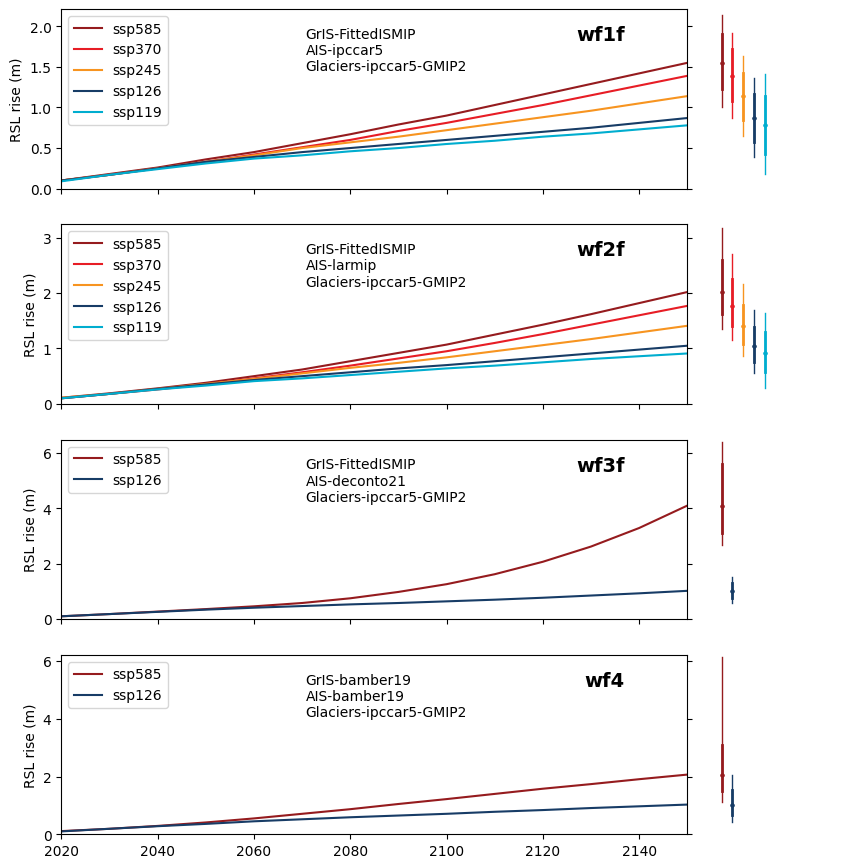 2.0
1.5
1.0
0.5
0.0
RSL rise (m)
ssp585
ssp370
ssp245
ssp126
ssp119
GrIS-FittedISMIP
AIS-ipccar5
Glaciers-ipccar5-GMIP2
wf1f
3
2
1
0
RSL rise (m)
ssp585
ssp370
ssp245
ssp126
ssp119
GrIS-FittedISMIP
AIS-larmip
Glaciers-ipccar5-GMIP2
wf2f
6
4
2
0
RSL rise (m)
ssp585
ssp126
GrIS-FittedISMIP
AIS-deconto21
Glaciers-ipccar5-GMIP2
wf3f
6
4
2
0
RSL rise (m)
ssp585
ssp126
GrIS-bamber19
AIS-bamber19
Glaciers-ipccar5-GMIP2
wf4
2020 2040 2060 2080 2100 2120 2140